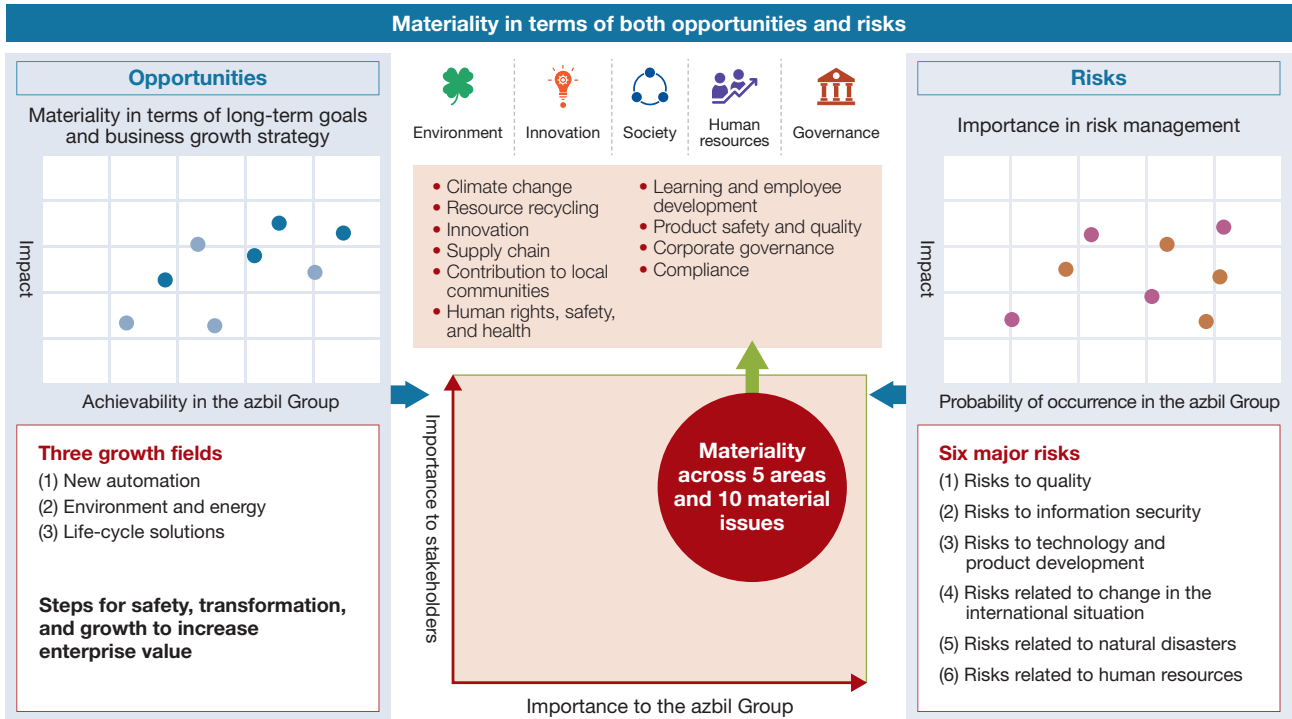 Materiality in terms of both opportunities and risks
Opportunities
Materiality in terms of long-term goals
and business growth strategy
Impact
Achievability in the azbil Group
Three growth fields
(1) New automation
(2) Environment and energy
(3) Life-cycle solutions
Steps for safety, transformation,
and growth to increase
enterprise value
Environment
Innovation
Society
Human
resources
Governance
• Climate change
• Resource recycling
• Innovation
• Supply chain
• Contribution to local
communities
• Human rights, safety,
and health
• Learning and employee
development
• Product safety and quality
• Corporate governance
• Compliance
Importance to stakeholders
Materiality
across 5 areas
and 10 material
issues
Importance to the azbil Group
Risks
Importance in risk management
Impact
Probability of occurrence in the azbil Group
Six major risks
(1) Risks to quality
(2) Risks to information security
(3) Risks to technology and
product development
(4) Risks related to change in the
international situation
(5) Risks related to natural disasters
(6) Risks related to human resources